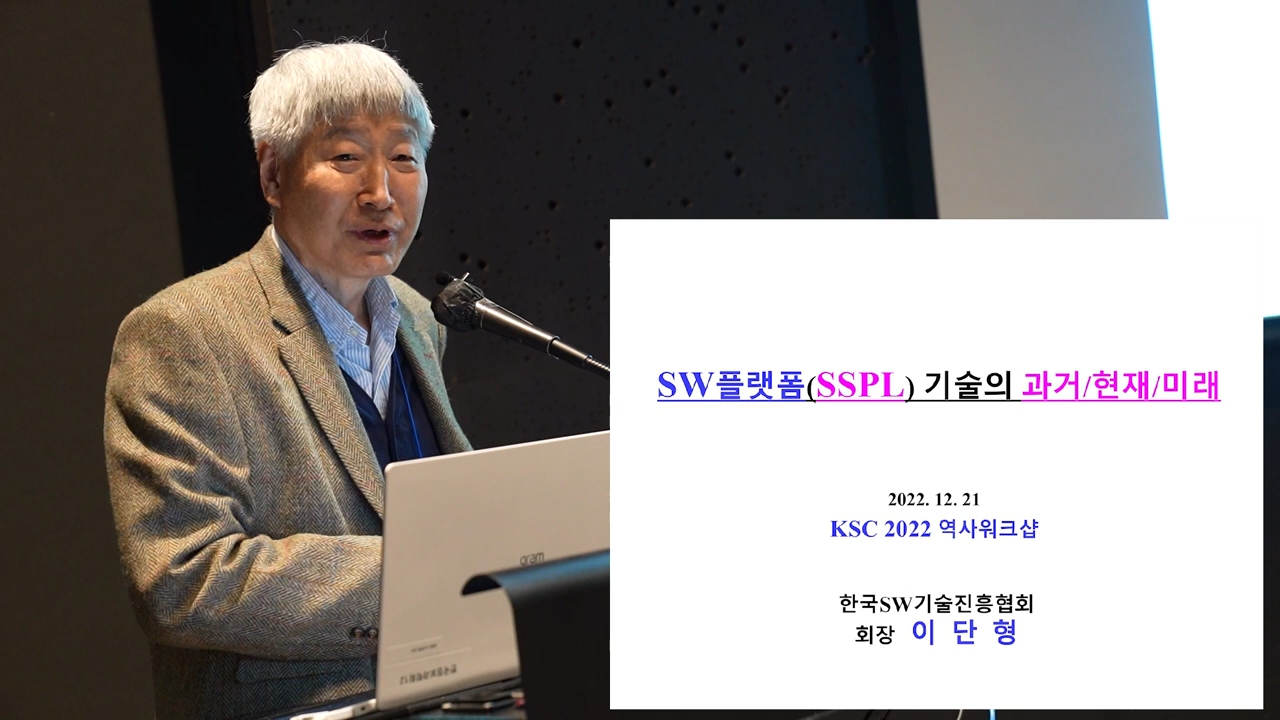 SW플랫폼(SSPL) 기술의 과거/현재/미래
2022. 12. 21
KSC 2022 역사워크샵
한국SW기술진흥협회
회장 이 단 형
gram